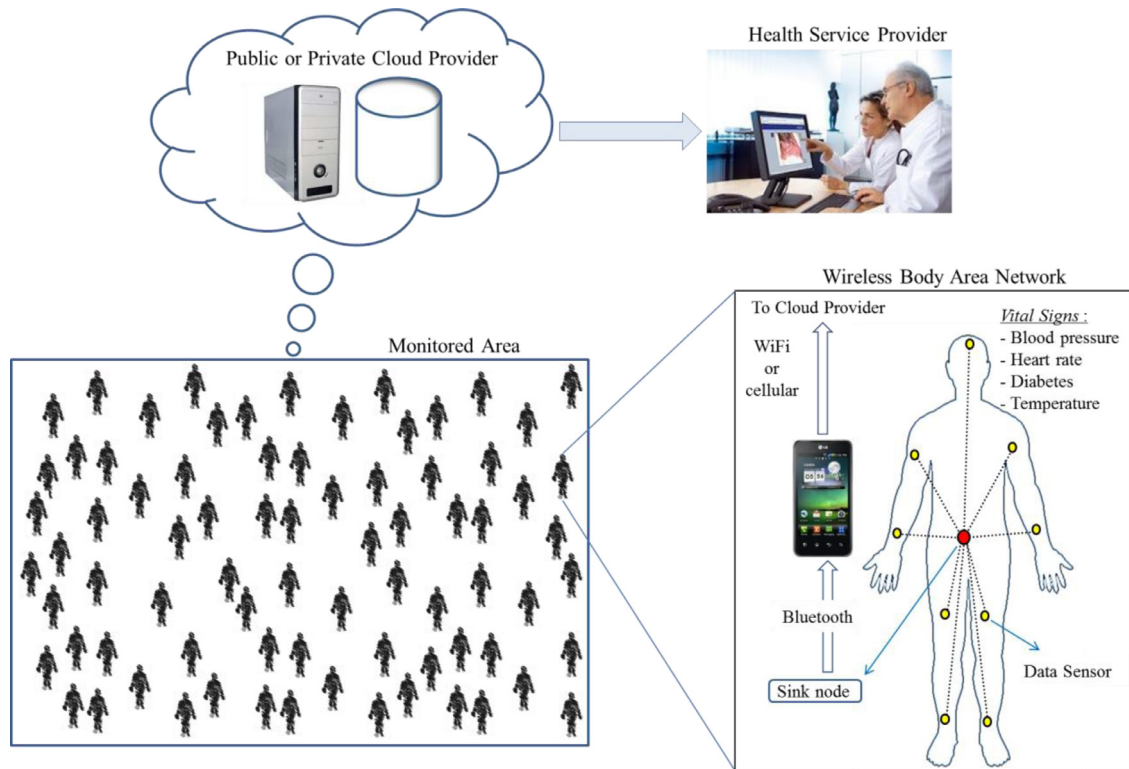 Public or Private Cloud Provider
Health Service Provider
Monitored Area
Wireless Body Area Network
To Cloud Provider
WiFi
or
cellular
Vital Signs :
- Blood pressure
- Heart rate
- Diabetes
- Temperature
Bluetooth
Sink node
Data Sensor